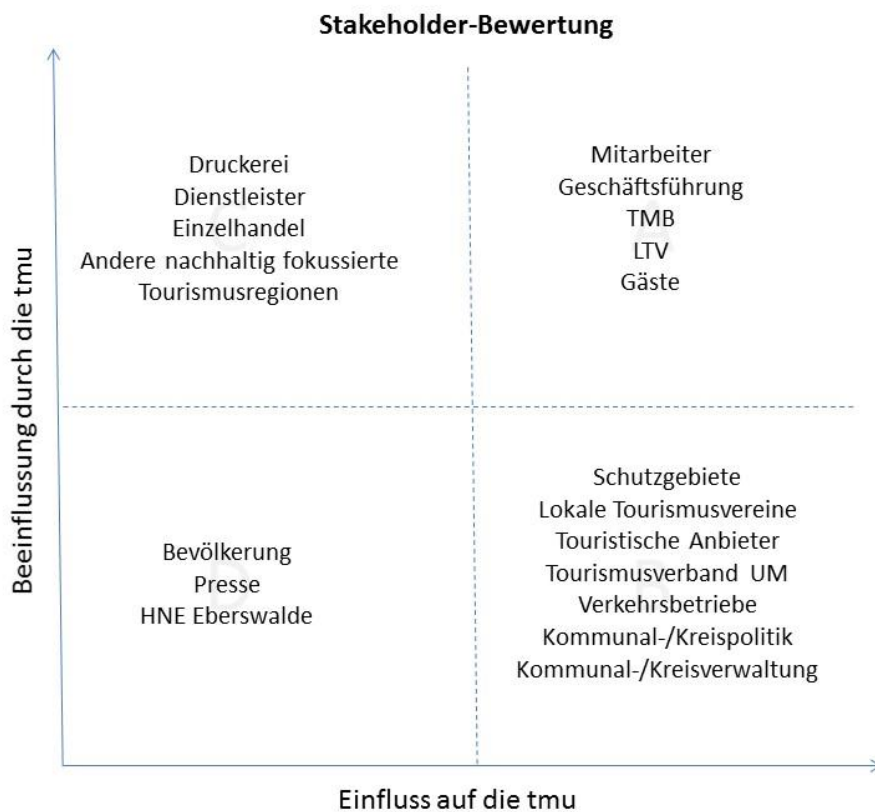 Stakeholder-Bewertung
Beeinflussung durch die tmu
Druckerei
Dienstleister
Einzelhandel
Andere nachhaltig fokussierte
Tourismusregionen
C
Mitarbeiter
Geschäftsführung
TMB
LTV
Gäste
A
Bevölkerung
Presse
HNE Eberswalde
D
Schutzgebiete
Lokale Tourismusvereine
Touristische Anbieter
Tourismusverband UM
Verkehrsbetriebe
Kommunal-/Kreispolitik
Kommunal-/Kreisverwaltung
B
Einfluss auf die tmu